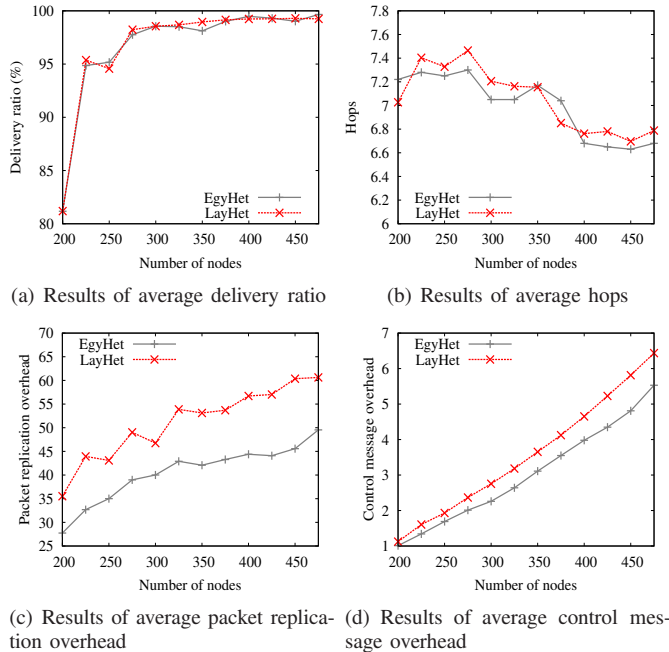 100
95
90
85
80
200 250 300 350 400 450
Delivery ratio (%)
Number of nodes
EgyHet
LayHet
(a) Results of average delivery ratio
7.8
7.6
7.4
7.2
7
6.8
6.6
6.4
6.2
6
200 250 300 350 400 450
Hops
Number of nodes
EgyHet
LayHet
(b) Results of average hops
70
65
60
55
50
45
40
35
30
25
200 250 300 350 400 450
Packet replication overhead
Number of nodes
EgyHet
LayHet
(c) Results of average packet replica-
tion overhead
7
6
5
4
3
2
1
200 250 300 350 400 450
Control message overhead
Number of nodes
EgyHet
LayHet
(d) Results of average control mes-
sage overhead